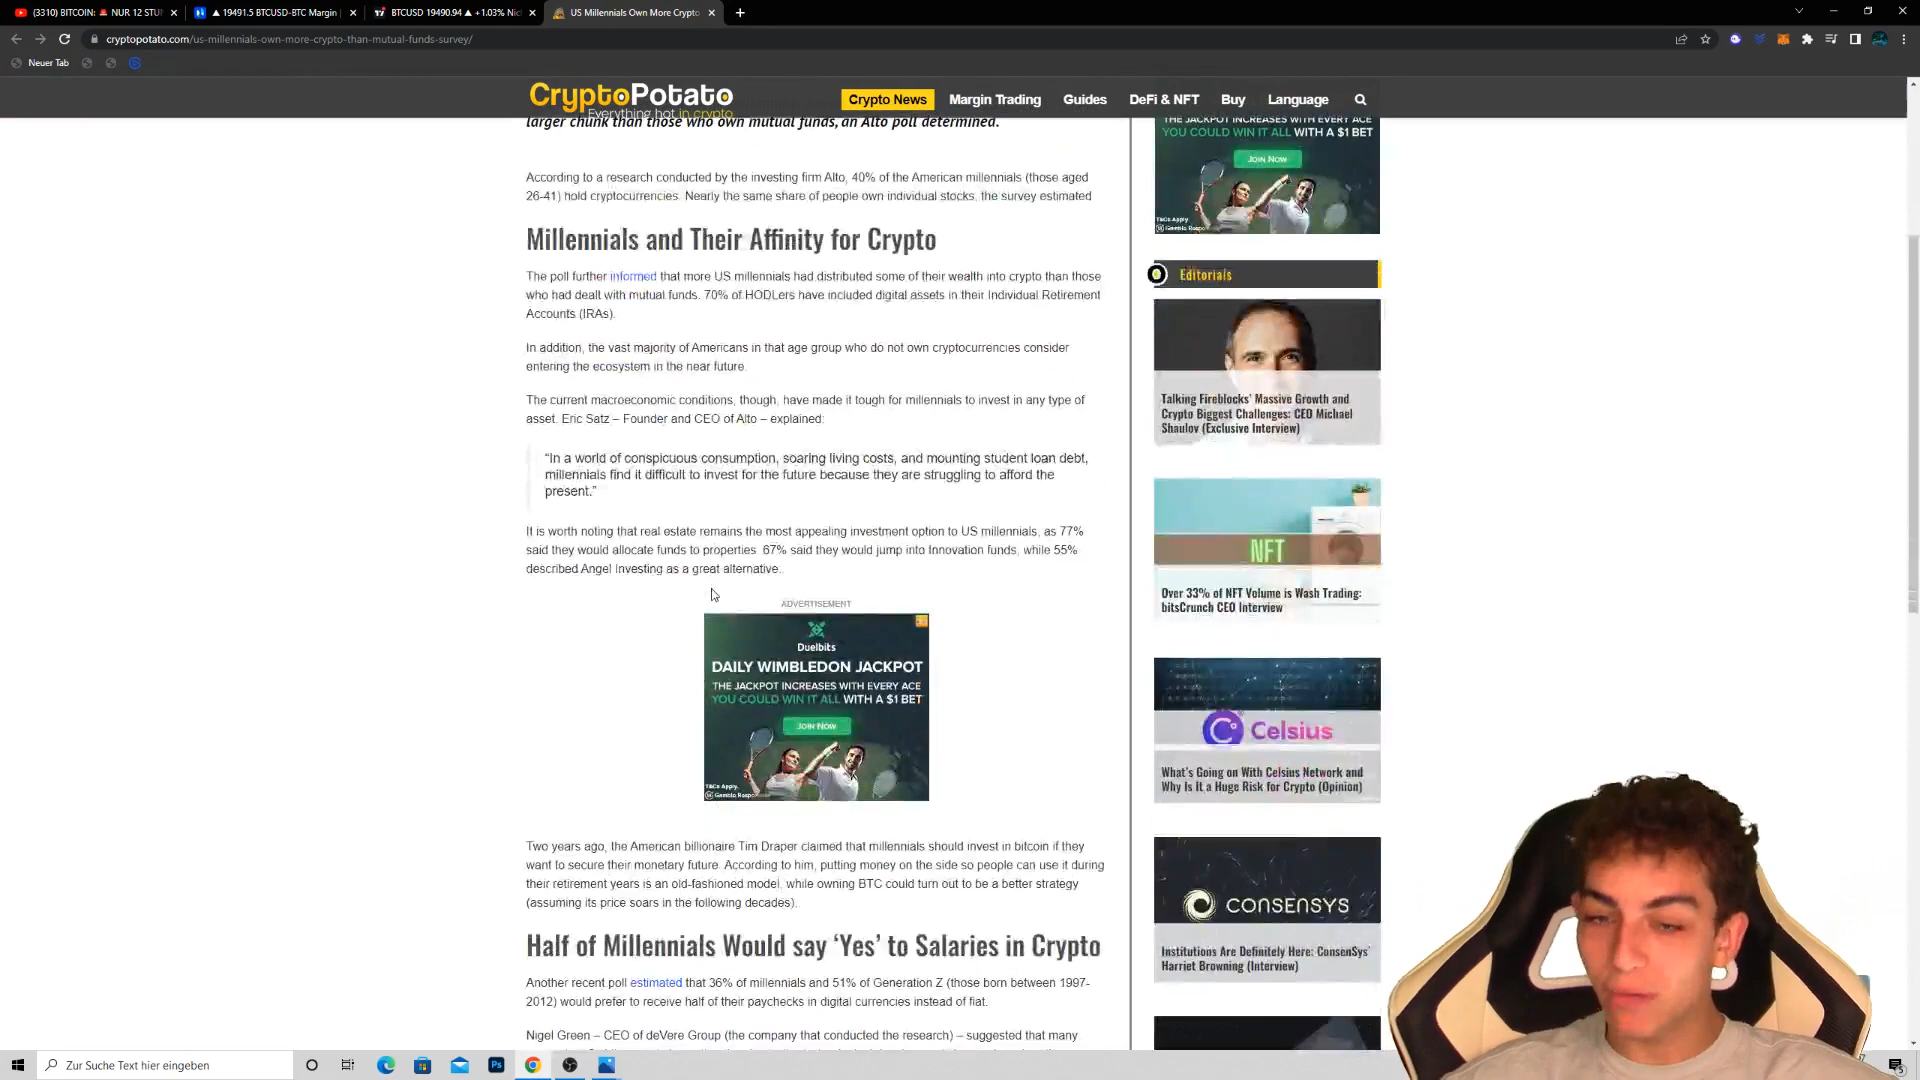 (3310) BITCOIN: 🚨 NUR 12 STU
▲ 19491.5 BTCUSD-BTC Margin
BTCUSD 19490.94 ▲ +1.03% Nic
US Millennials Own More Crypto
cryptopotato.com/us-millennials-own-more-crypto-than-mutual-funds-survey/
Neuer Tab
CryptoPotato
Everything hot in crypto
Crypto News
Margin Trading
Guides
DeFi & NFT
Buy
Language
larger chunk than those who own mutual funds, an Alto poll determined.
According to a research conducted by the investing firm Alto, 40% of the American millennials (those aged
26-41) hold cryptocurrencies. Nearly the same share of people own individual stocks, the survey estimated
Millennials and Their Affinity for Crypto
The poll further informed that more US millennials had distributed some of their wealth into crypto than those
who had dealt with mutual funds. 70% of HODLers have included digital assets in their Individual Retirement
Accounts (IRAs).
In addition, the vast majority of Americans in that age group who do not own cryptocurrencies consider
entering the ecosystem in the near future.
The current macroeconomic conditions, though, have made it tough for millennials to invest in any type of
asset. Eric Satz – Founder and CEO of Alto – explained:
“In a world of conspicuous consumption, soaring living costs, and mounting student loan debt,
millennials find it difficult to invest for the future because they are struggling to afford the
present.”
It is worth noting that real estate remains the most appealing investment option to US millennials, as 77%
said they would allocate funds to properties. 67% said they would jump into Innovation funds, while 55%
described Angel Investing as a great alternative.
ADVERTISEMENT
Duelbits
DAILY WIMBLEDON JACKPOT
THE JACKPOT INCREASES WITH EVERY ACE
YOU COULD WIN IT ALL WITH A $1 BET
JOIN NOW
T&Cs Apply.
Two years ago, the American billionaire Tim Draper claimed that millennials should invest in bitcoin if they
want to secure their monetary future. According to him, putting money on the side so people can use it during
their retirement years is an old-fashioned model, while owning BTC could turn out to be a better strategy
(assuming its price soars in the following decades).
Half of Millennials Would say ‘Yes’ to Salaries in Crypto
Another recent poll estimated that 36% of millennials and 51% of Generation Z (those born between 1997-
2012) would prefer to receive half of their paychecks in digital currencies instead of fiat.
Nigel Green – CEO of deVere Group (the company that conducted the research) – suggested that many
THE JACKPOT INCREASES WITH EVERY ACE
YOU COULD WIN IT ALL WITH A $1 BET
JOIN NOW
T&Cs Apply.
Editorials
Talking Fireblocks’ Massive Growth and
Crypto Biggest Challenges: CEO Michael
Shaulov (Exclusive Interview)
NFT
Over 33% of NFT Volume is Wash Trading:
bitsCrunch CEO Interview
Celsius
What’s Going on With Celsius Network and
Why Is it a Huge Risk for Crypto (Opinion)
CONSENSYS
Institutions Are Definitely Here: ConsenSys’
Harriet Browning (Interview)
Zur Suche Text hier eingeben
Ps